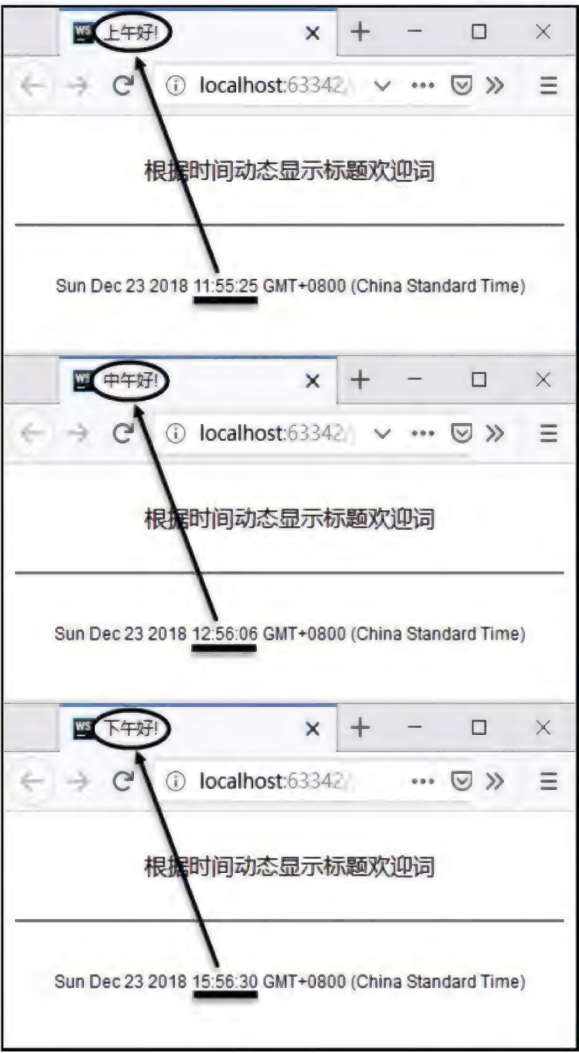 WS 上午好!
localhost:63342/
根据时间动态显示标题欢迎词
Sun Dec 23 2018 11:55:25 GMT+0800 (China Standard Time)
WS 中午好!
localhost:63342/
根据时间动态显示标题欢迎词
Sun Dec 23 2018 12:56:06 GMT+0800 (China Standard Time)
WS 下午好!
localhost:63342/
根据时间动态显示标题欢迎词
Sun Dec 23 2018 15:56:30 GMT+0800 (China Standard Time)